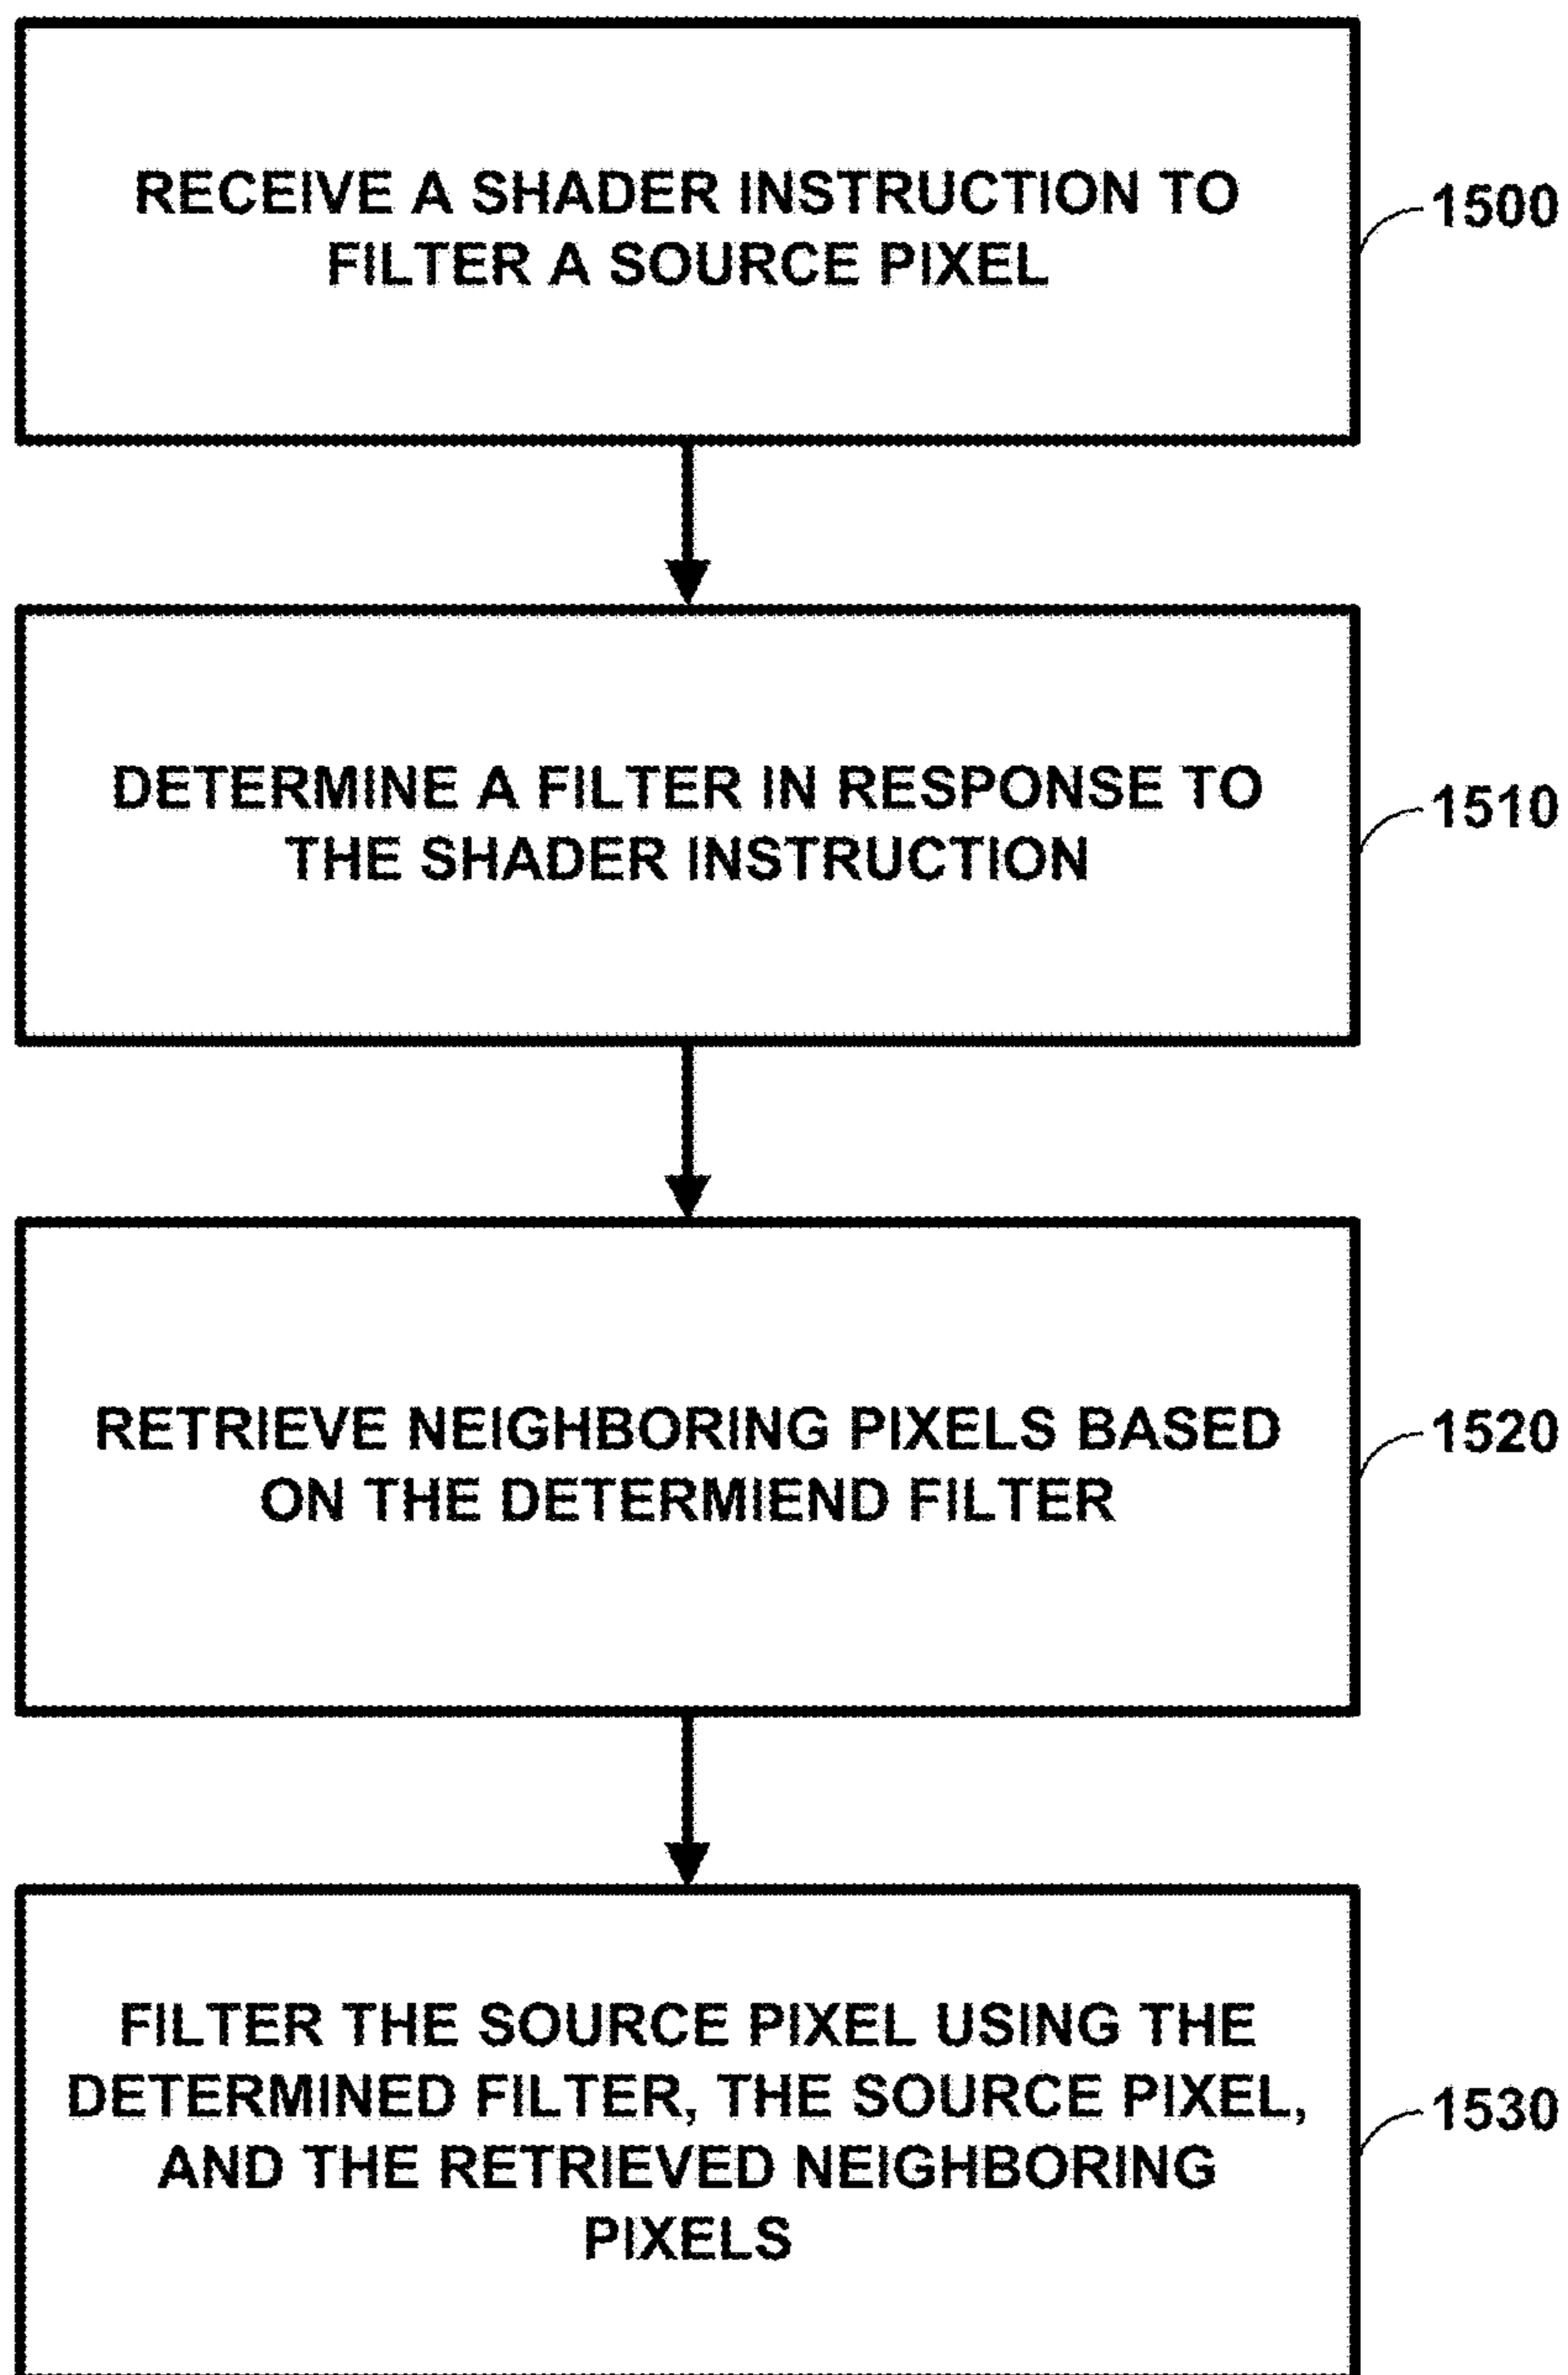 RECEIVE A SHADER INSTRUCTION TO
FILTER A SOURCE PIXEL
1500
DETERMINE A FILTER IN RESPONSE TO
THE SHADER INSTRUCTION
1510
RETRIEVE NEIGHBORING PIXELS BASED
ON THE DETERMIEND FILTER
1520
FILTER THE SOURCE PIXEL USING THE
DETERMINED FILTER, THE SOURCE PIXEL,
AND THE RETRIEVED NEIGHBORING
PIXELS
1530